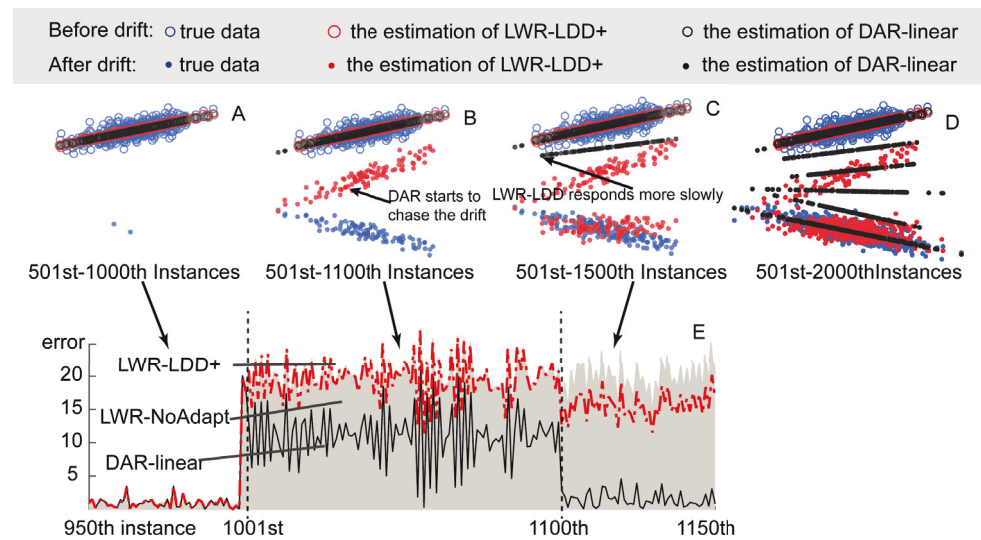 Before drift: true data the estimation of LWR-LDD+ the estimation of DAR-linear
After drift: true data the estimation of LWR-LDD+ the estimation of DAR-linear
A
B
C
D
DAR starts to
chase the drift
LWR-LDD responds more slowly
501st-1000th Instances
501st-1100th Instances
501st-1500th Instances
501st-2000thInstances
E
error
20
15
10
5
LWR-LDD+
LWR-NoAdapt
DAR-linear
950th instance
1001st
1100th
1150th